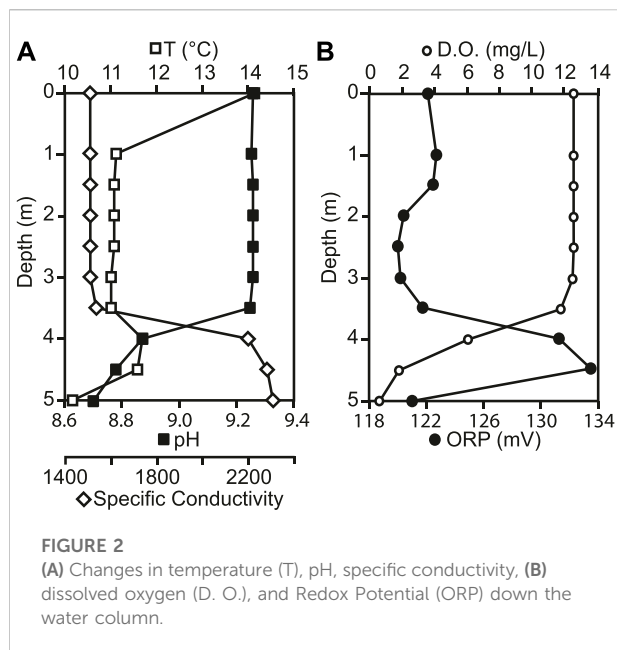 A
T (°C)
10 11 12 13 14 15
0
1
2
3
4
5
Depth (m)
8.6 8.8 9.0 9.2 9.4
pH
1400 1800 2200
Specific Conductivity
B
D.O. (mg/L)
0 2 4 6 8 10 12 14
0
1
2
3
4
5
Depth (m)
118 122 126 130 134
ORP (mV)
FIGURE 2
(A) Changes in temperature (T), pH, specific conductivity, (B)
dissolved oxygen (D. O.), and Redox Potential (ORP) down the
water column.